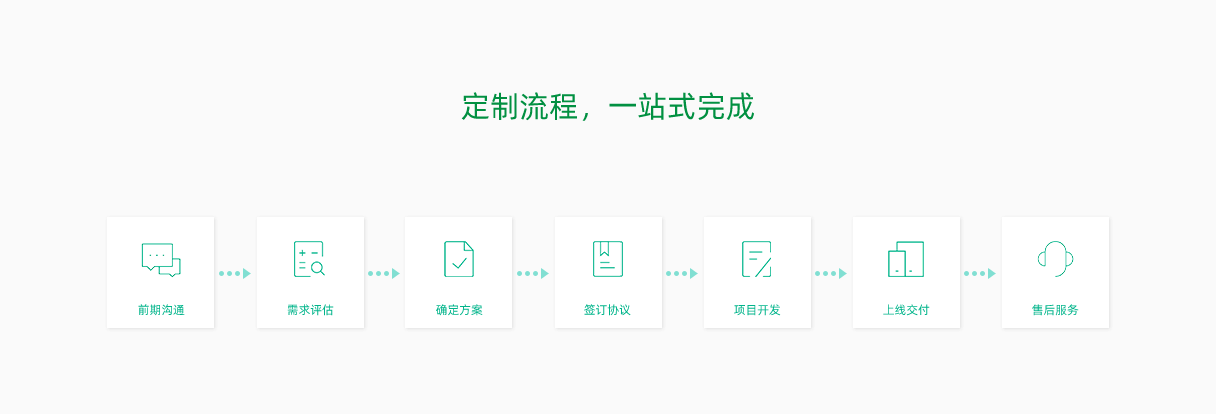 定制流程，一站式完成
前期沟通
需求评估
确定方案
签订协议
项目开发
上线交付
售后服务